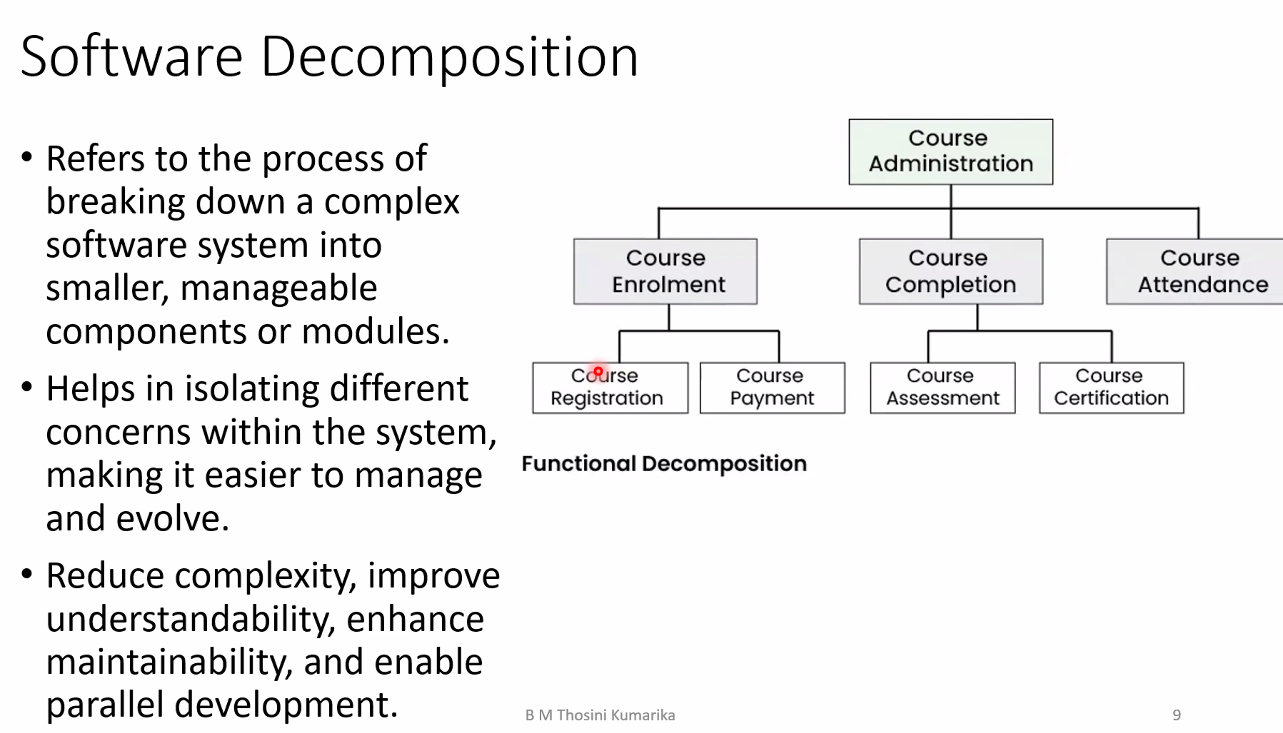 Software Decomposition
• Refers to the process of
breaking down a complex
software system into
smaller, manageable
components or modules.
• Helps in isolating different
concerns within the system,
making it easier to manage
and evolve.
• Reduce complexity, improve
understandability, enhance
maintainability, and enable
parallel development.
Course
Administration
Course
Enrolment
Course
Completion
Course
Attendance
Course
Registration
Course
Payment
Course
Assessment
Course
Certification
Functional Decomposition
B M Thosini Kumarika
9